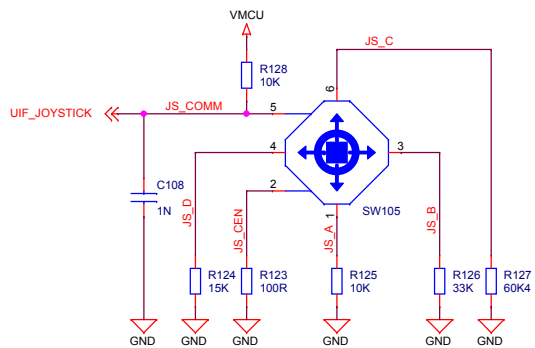 VMCU
R128
10K
JS_C
6
UIF_JOYSTICK
JS_COMM
5
4
3
2
1
C108
1N
SW105
JS_D
JS_CEN
JS_A
JS_B
R124
15K
R123
100R
R125
10K
R126
33K
R127
60K4
GND
GND
GND
GND
GND
GND